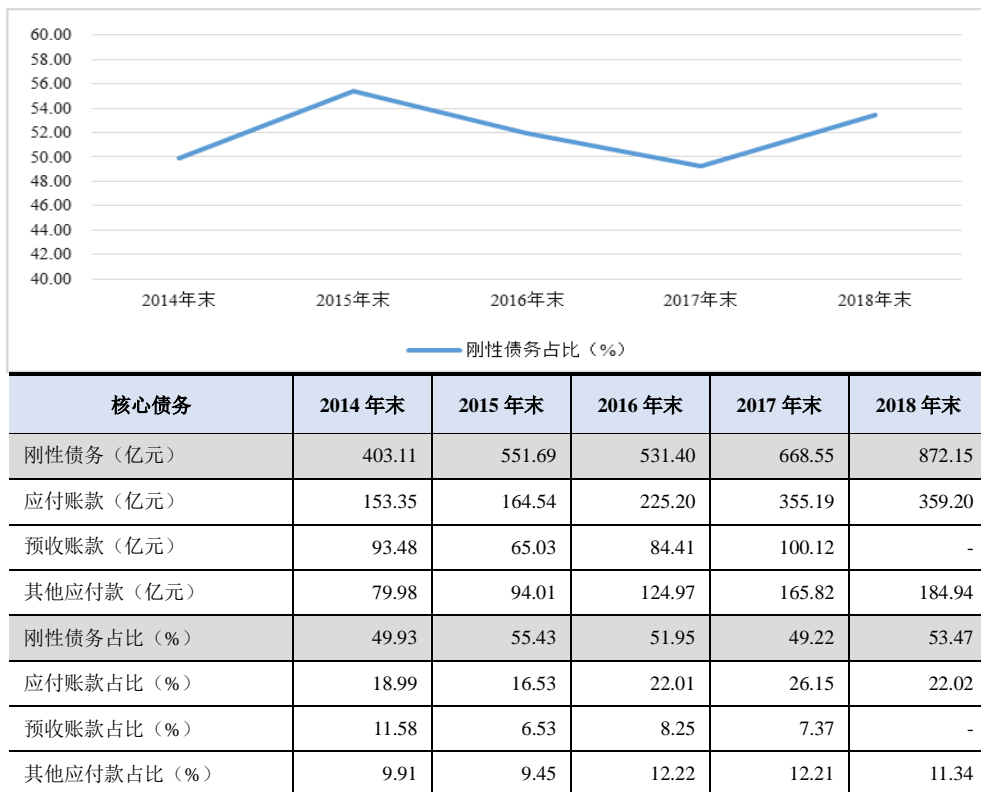 60.00
58.00
56.00
54.00
52.00
50.00
48.00
46.00
44.00
42.00
40.00
2014年末 2015年末 2016年末 2017年末 2018年末
刚性债务占比（%）
核心债务 2014 年末 2015 年末 2016 年末 2017 年末 2018 年末
刚性债务（亿元） 403.11 551.69 531.40 668.55 872.15
应付账款（亿元） 153.35 164.54 225.20 355.19 359.20
预收账款（亿元） 93.48 65.03 84.41 100.12 -
其他应付款（亿元） 79.98 94.01 124.97 165.82 184.94
刚性债务占比（%） 49.93 55.43 51.95 49.22 53.47
应付账款占比（%） 18.99 16.53 22.01 26.15 22.02
预收账款占比（%） 11.58 6.53 8.25 7.37 -
其他应付款占比（%） 9.91 9.45 12.22 12.21 11.34